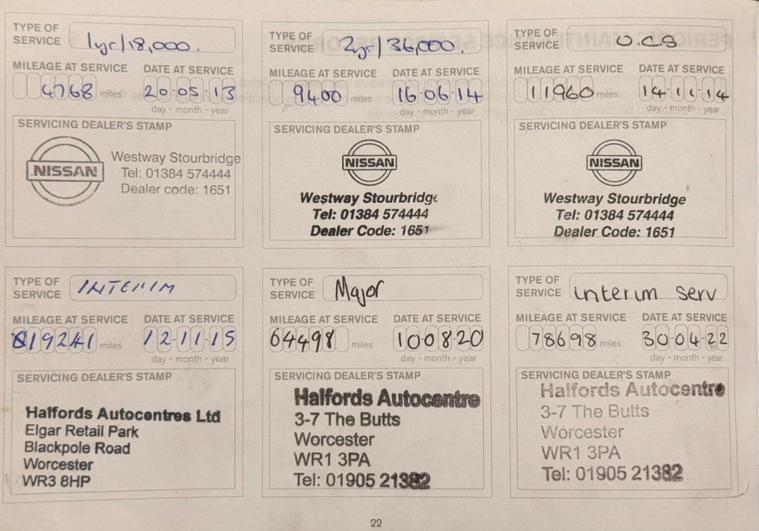 TYPE OF SERVICE 1yr/18,000.
MILEAGE AT SERVICE DATE AT SERVICE
4768 miles 20·05·13
day - month - year
SERVICING DEALER'S STAMP
NISSAN
Westway Stourbridge
Tel: 01384 574444
Dealer code: 1651
TYPE OF SERVICE 2yr/36,000.
MILEAGE AT SERVICE DATE AT SERVICE
9400 miles 16·06·14
day - month - year
SERVICING DEALER'S STAMP
NISSAN
Westway Stourbridge
Tel: 01384 574444
Dealer Code: 1651
TYPE OF SERVICE U.C.S
MILEAGE AT SERVICE DATE AT SERVICE
11960 miles 14·11·14
day - month - year
SERVICING DEALER'S STAMP
NISSAN
Westway Stourbridge
Tel: 01384 574444
Dealer Code: 1651
TYPE OF SERVICE INTERIM
MILEAGE AT SERVICE DATE AT SERVICE
19241 miles 12·11·15
day - month - year
SERVICING DEALER'S STAMP
Halfords Autocentres Ltd
Elgar Retail Park
Blackpole Road
Worcester
WR3 8HP
TYPE OF SERVICE Major
MILEAGE AT SERVICE DATE AT SERVICE
64498 miles 100820
day - month - year
SERVICING DEALER'S STAMP
Halfords Autocentre
3-7 The Butts
Worcester
WR1 3PA
Tel: 01905 21382
TYPE OF SERVICE interim serv
MILEAGE AT SERVICE DATE AT SERVICE
78698 miles 30·04·22
day - month - year
SERVICING DEALER'S STAMP
Halfords Autocentre
3-7 The Butts
Worcester
WR1 3PA
Tel: 01905 21382
22